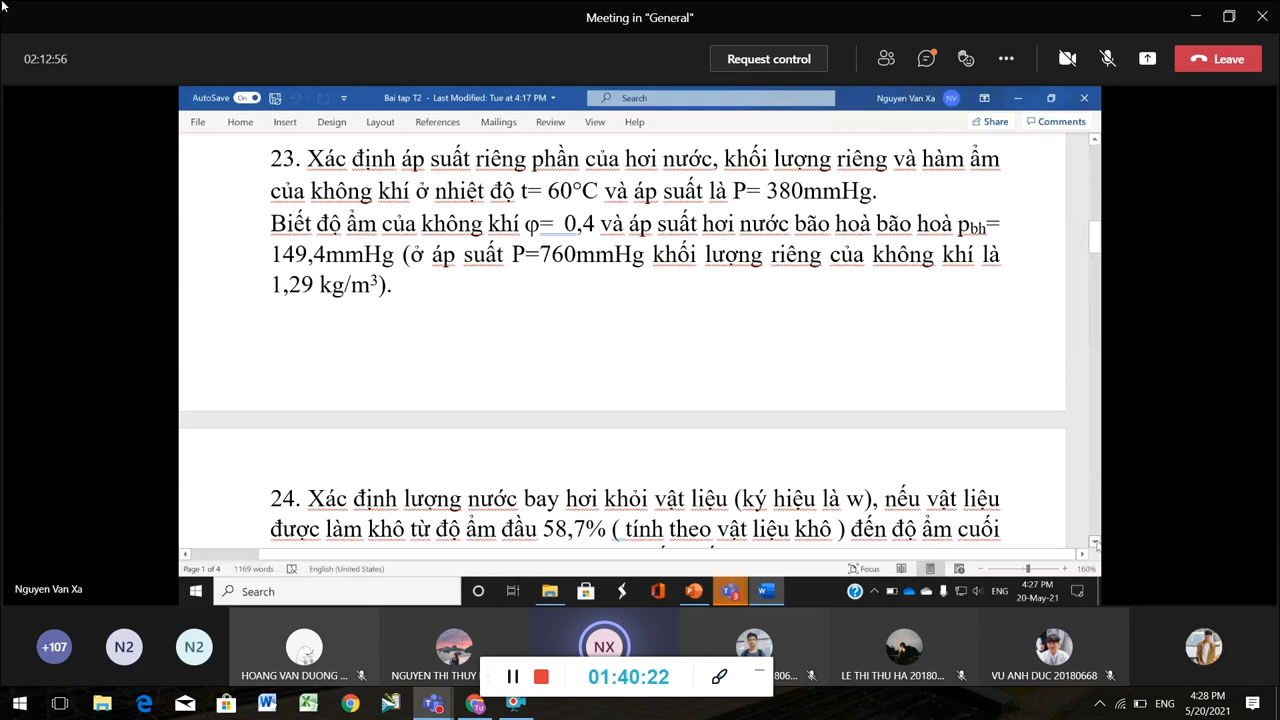 Meeting in "General"
02:12:56
Request control
Leave
AutoSave On
Bai tap T2 - Last Modified: Tue at 4:17 PM
Search
Nguyen Van Xa NV
File Home Insert Design Layout References Mailings Review View Help
Share Comments
23. Xác định áp suất riêng phần của hơi nước, khối lượng riêng và hàm ẩm
của không khí ở nhiệt độ t= 60°C và áp suất là P= 380mmHg.
Biết độ ẩm của không khí φ= 0,4 và áp suất hơi nước bão hoà bão hoà pbh=
149,4mmHg (ở áp suất P=760mmHg khối lượng riêng của không khí là
1,29 kg/m³).
24. Xác định lượng nước bay hơi khỏi vật liệu (ký hiệu là w), nếu vật liệu
được làm khô từ độ ẩm đầu 58,7% ( tính theo vật liệu khô ) đến độ ẩm cuối
Page 1 of 4 1169 words English (United States) Focus 160%
Nguyen Van Xa
Search
ENG
4:27 PM
20-May-21
+107 N2 N2 NX
HOANG VAN DUONG ...
NGUYEN THI THUY
LE THI THU HA 20180...
VU ANH DUC 20180668
01:40:22
ENG
4:28 PM
5/20/2021